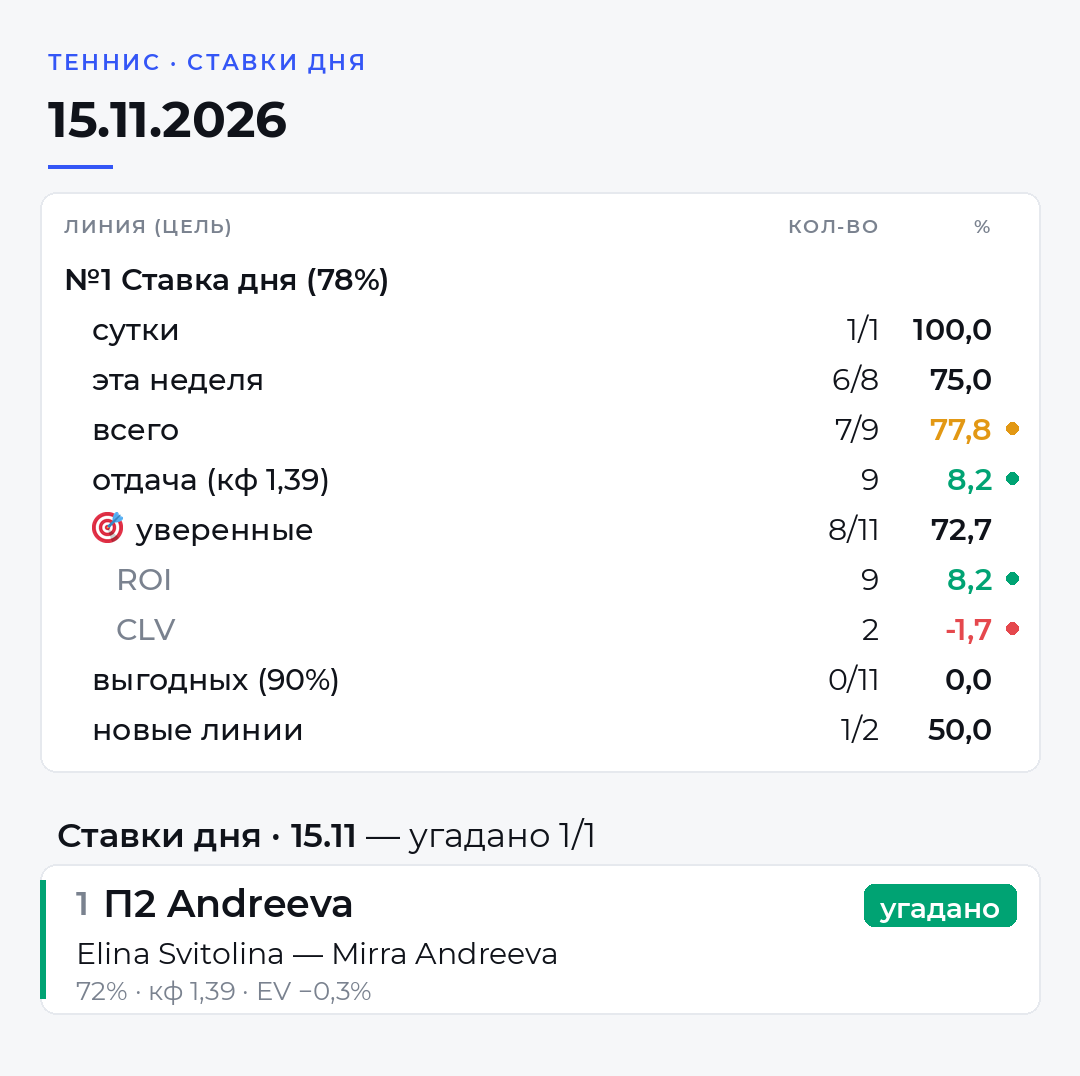 ТЕННИС · СТАВКИ ДНЯ
15.11.2026
ЛИНИЯ (ЦЕЛЬ) КОЛ-ВО %
№1 Ставка дня (78%)
сутки 1/1 100,0
эта неделя 6/8 75,0
всего 7/9 77,8
отдача (кф 1,39) 9 8,2
🎯 уверенные 8/11 72,7
ROI 9 8,2
CLV 2 -1,7
выгодных (90%) 0/11 0,0
новые линии 1/2 50,0
Ставки дня · 15.11 — угадано 1/1
1 П2 Andreeva угадано
Elina Svitolina — Mirra Andreeva
72% · кф 1,39 · EV −0,3%